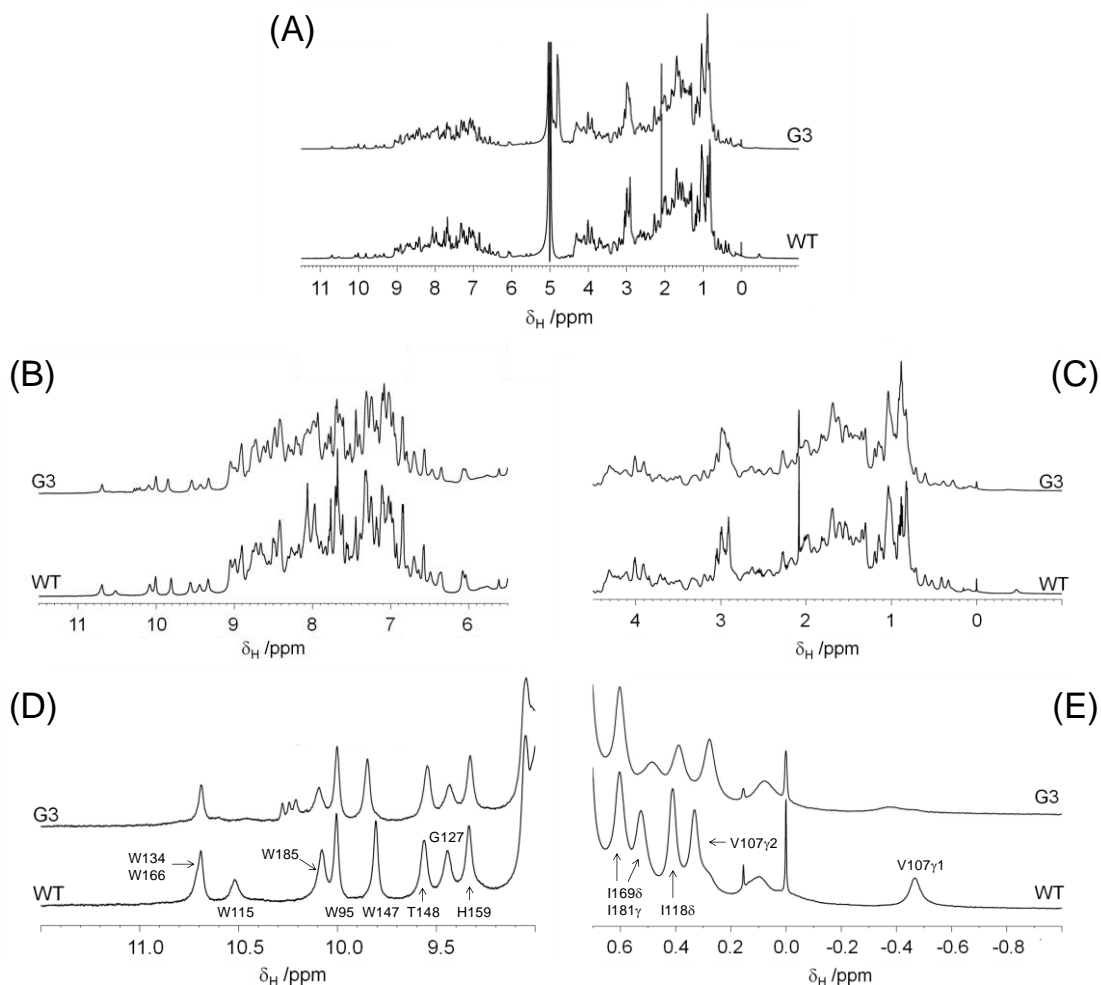 (A)
G3
WT
11 10 9 8 7 6 5 4 3 2 1 0
δH /ppm
(B)
(C)
G3
WT
11 10 9 8 7 6
δH /ppm
G3
WT
4 3 2 1 0
δH /ppm
(D)
(E)
G3
W134
W166
W185
G127
WT
W115
W95
W147
T148
H159
11.0 10.5 10.0 9.5
δH /ppm
G3
V107γ2
V107γ1
I169δ
I181γ
I118δ
WT
0.6 0.4 0.2 0.0 -0.2 -0.4 -0.6 -0.8
δH /ppm